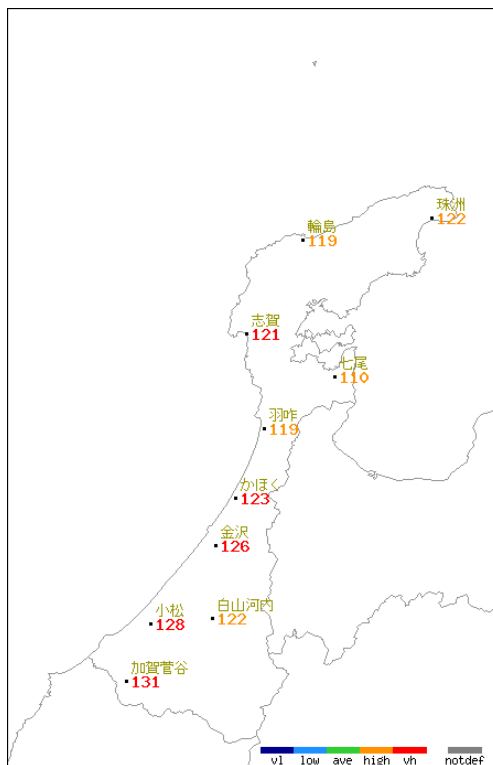 珠洲
122
輪島
119
志賀
121
七尾
110
羽咋
119
かほく
123
金沢
126
白山河内
122
小松
128
加賀菅谷
131
vl low ave high vh notdef